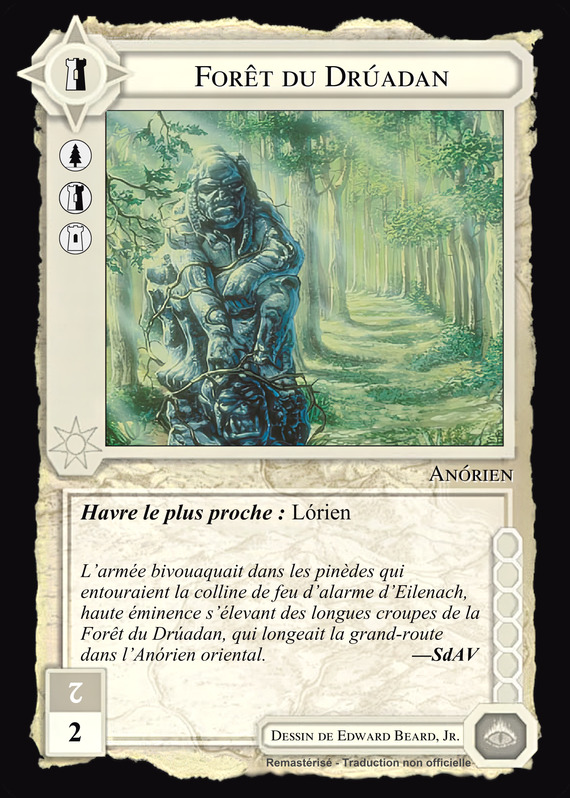 Forêt du Drúadan
Anórien
Havre le plus proche : Lórien
L'armée bivouaquait dans les pinèdes qui
entouraient la colline de feu d'alarme d'Eilenach,
haute éminence s'élevant des longues croupes de la
Forêt du Drúadan, qui longeait la grand-route
dans l'Anórien oriental. —SdAV
2
2
Dessin de Edward Beard, Jr.
Remastérisé - Traduction non officielle